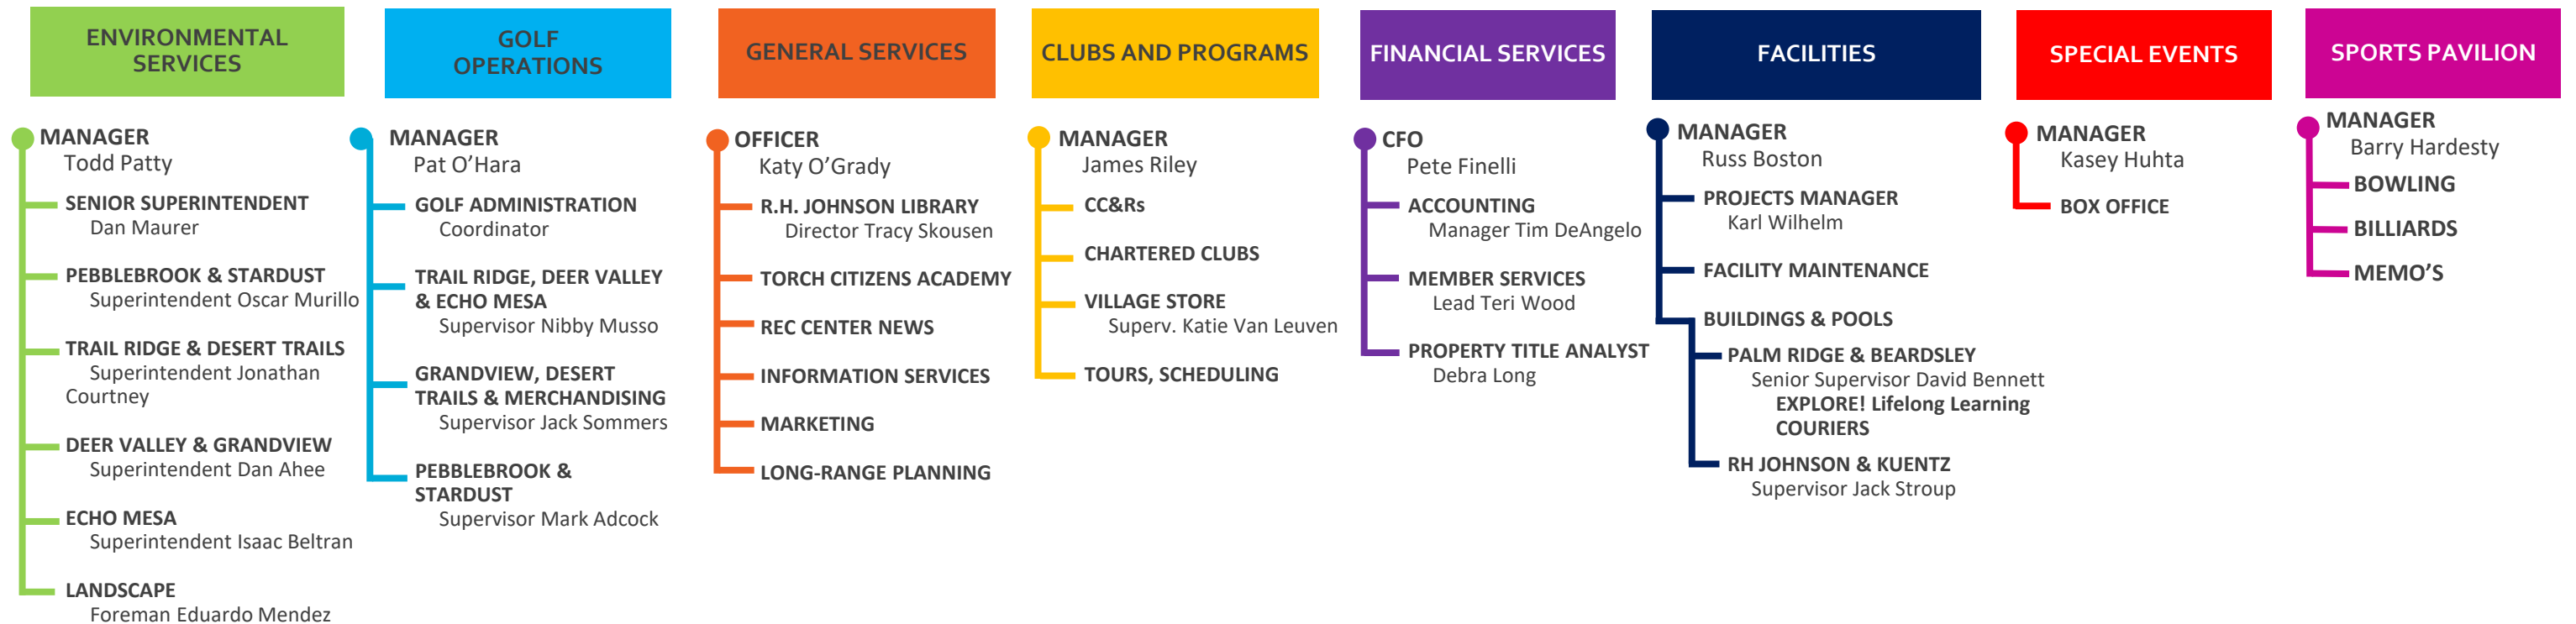 ENVIRONMENTAL
SERVICES
MANAGER
Todd Patty
SENIOR SUPERINTENDENT
Dan Maurer
PEBBLEBROOK & STARDUST
Superintendent Oscar Murillo
TRAIL RIDGE & DESERT TRAILS
Superintendent Jonathan
Courtney
DEER VALLEY & GRANDVIEW
Superintendent Dan Ahee
ECHO MESA
Superintendent Isaac Beltran
LANDSCAPE
Foreman Eduardo Mendez
GOLF
OPERATIONS
MANAGER
Pat O’Hara
GOLF ADMINISTRATION
Coordinator
TRAIL RIDGE, DEER VALLEY
& ECHO MESA
Supervisor Nibby Musso
GRANDVIEW, DESERT
TRAILS & MERCHANDISING
Supervisor Jack Sommers
PEBBLEBROOK &
STARDUST
Supervisor Mark Adcock
GENERAL SERVICES
OFFICER
Katy O’Grady
R.H. JOHNSON LIBRARY
Director Tracy Skousen
TORCH CITIZENS ACADEMY
REC CENTER NEWS
INFORMATION SERVICES
MARKETING
LONG-RANGE PLANNING
CLUBS AND PROGRAMS
MANAGER
James Riley
CC&Rs
CHARTERED CLUBS
VILLAGE STORE
Superv. Katie Van Leuven
TOURS, SCHEDULING
FINANCIAL SERVICES
CFO
Pete Finelli
ACCOUNTING
Manager Tim DeAngelo
MEMBER SERVICES
Lead Teri Wood
PROPERTY TITLE ANALYST
Debra Long
FACILITIES
MANAGER
Russ Boston
PROJECTS MANAGER
Karl Wilhelm
FACILITY MAINTENANCE
BUILDINGS & POOLS
PALM RIDGE & BEARDSLEY
Senior Supervisor David Bennett
EXPLORE! Lifelong Learning
COURIERS
RH JOHNSON & KUENTZ
Supervisor Jack Stroup
SPECIAL EVENTS
MANAGER
Kasey Huhta
BOX OFFICE
SPORTS PAVILION
MANAGER
Barry Hardesty
BOWLING
BILLIARDS
MEMO’S